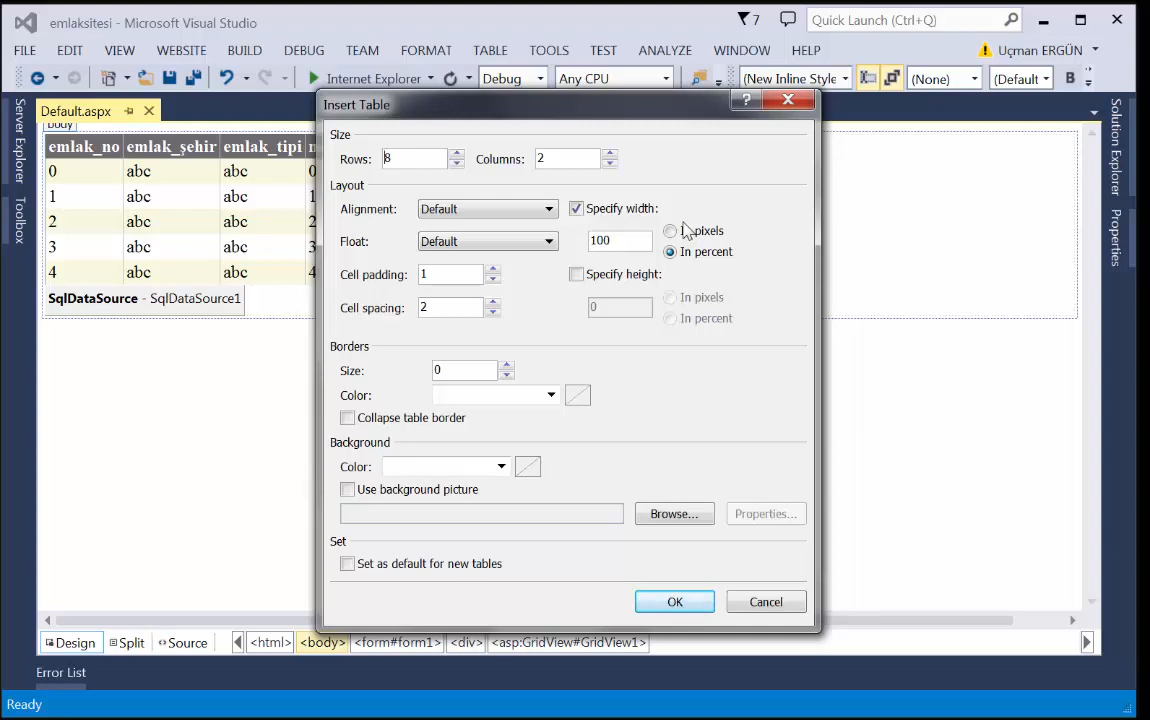 emlaksitesi - Microsoft Visual Studio
7
Quick Launch (Ctrl+Q)
FILE EDIT VIEW WEBSITE BUILD DEBUG TEAM FORMAT TABLE TOOLS TEST ANALYZE WINDOW HELP Uçman ERGÜN
Internet Explorer Debug Any CPU (New Inline Style (None) (Default B
Server Explorer
Toolbox
Solution Explorer
Properties
Default.aspx
body
emlak_no emlak_şehir emlak_tipi
0 abc abc 0
1 abc abc 1
2 abc abc 2
3 abc abc 3
4 abc abc 4
SqlDataSource - SqlDataSource1
Insert Table
?
Size
Rows: 8 Columns: 2
Layout
Alignment: Default Specify width:
In pixels
Float: Default 100
In percent
Cell padding: 1 Specify height:
In pixels
Cell spacing: 2 0
In percent
Borders
Size: 0
Color:
Collapse table border
Background
Color:
Use background picture
Browse... Properties...
Set
Set as default for new tables
OK Cancel
Design Split Source <html> <body> <form#form1> <div> <asp:GridView#GridView1>
Error List
Ready